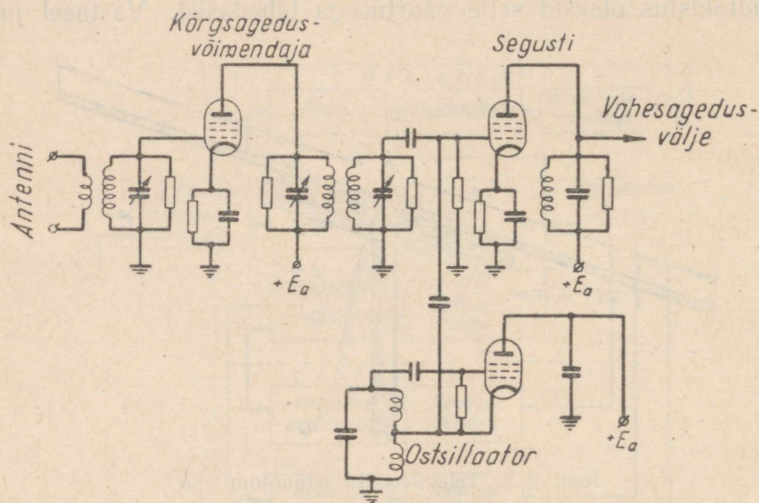 Kõrgsagedus-
võimendaja
Segusti
Vahesagedus-
välje
Antenni
+Ea
+Ea
+Ea
Ostsillaator